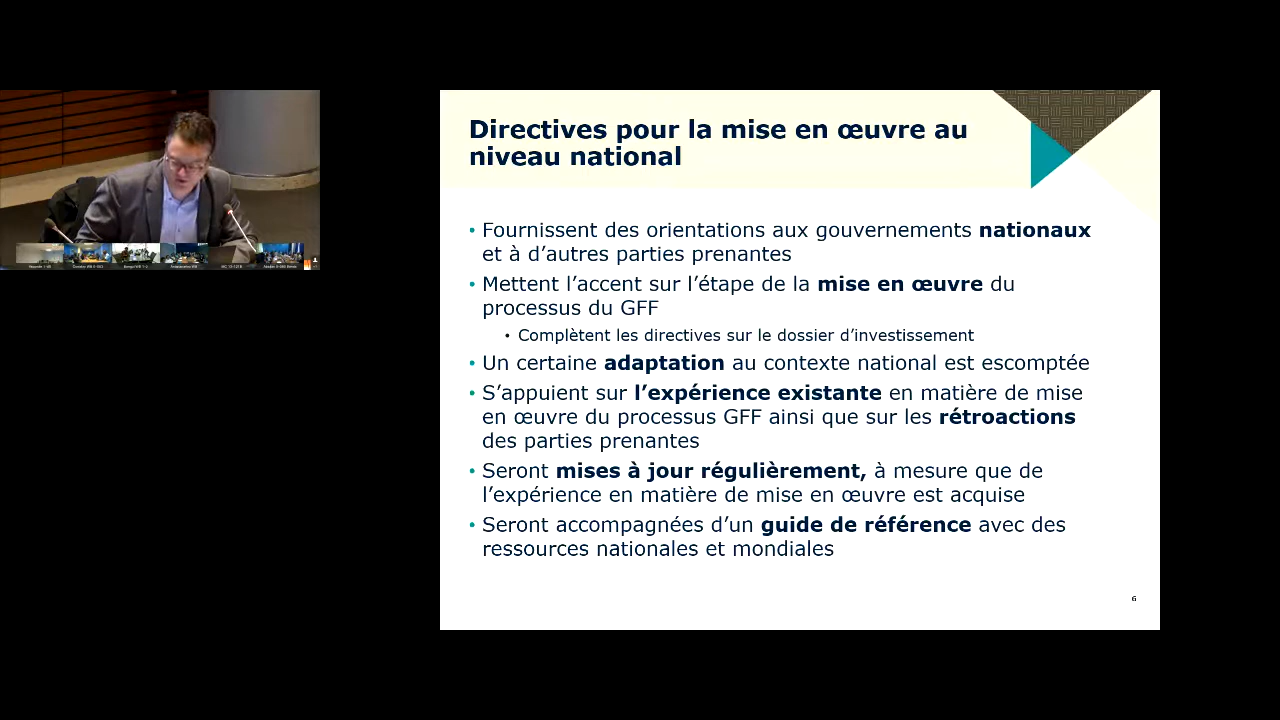 Directives pour la mise en œuvre au
niveau national
• Fournissent des orientations aux gouvernements nationaux
et à d’autres parties prenantes
• Mettent l’accent sur l’étape de la mise en œuvre du
processus du GFF
• Complètent les directives sur le dossier d’investissement
• Un certaine adaptation au contexte national est escomptée
• S’appuient sur l’expérience existante en matière de mise
en œuvre du processus GFF ainsi que sur les rétroactions
des parties prenantes
• Seront mises à jour régulièrement, à mesure que de
l’expérience en matière de mise en œuvre est acquise
• Seront accompagnées d’un guide de référence avec des
ressources nationales et mondiales
6